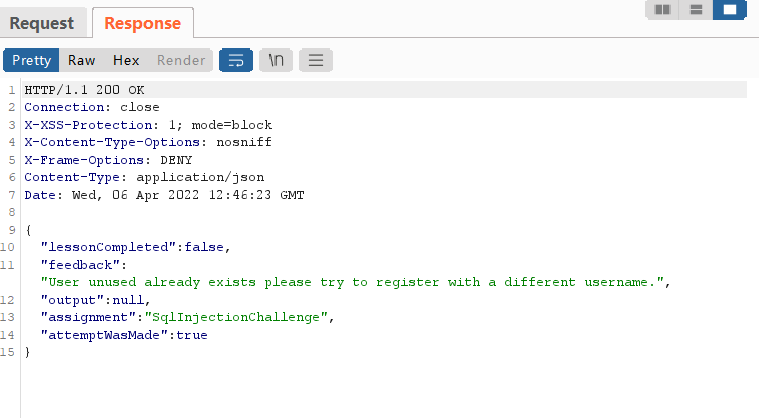 Request Response
Pretty Raw Hex Render \n
1 HTTP/1.1 200 OK
2 Connection: close
3 X-XSS-Protection: 1; mode=block
4 X-Content-Type-Options: nosniff
5 X-Frame-Options: DENY
6 Content-Type: application/json
7 Date: Wed, 06 Apr 2022 12:46:23 GMT
8
9 {
10 "lessonCompleted":false,
11 "feedback":
"User unused already exists please try to register with a different username.",
12 "output":null,
13 "assignment":"SqlInjectionChallenge",
14 "attemptWasMade":true
15 }